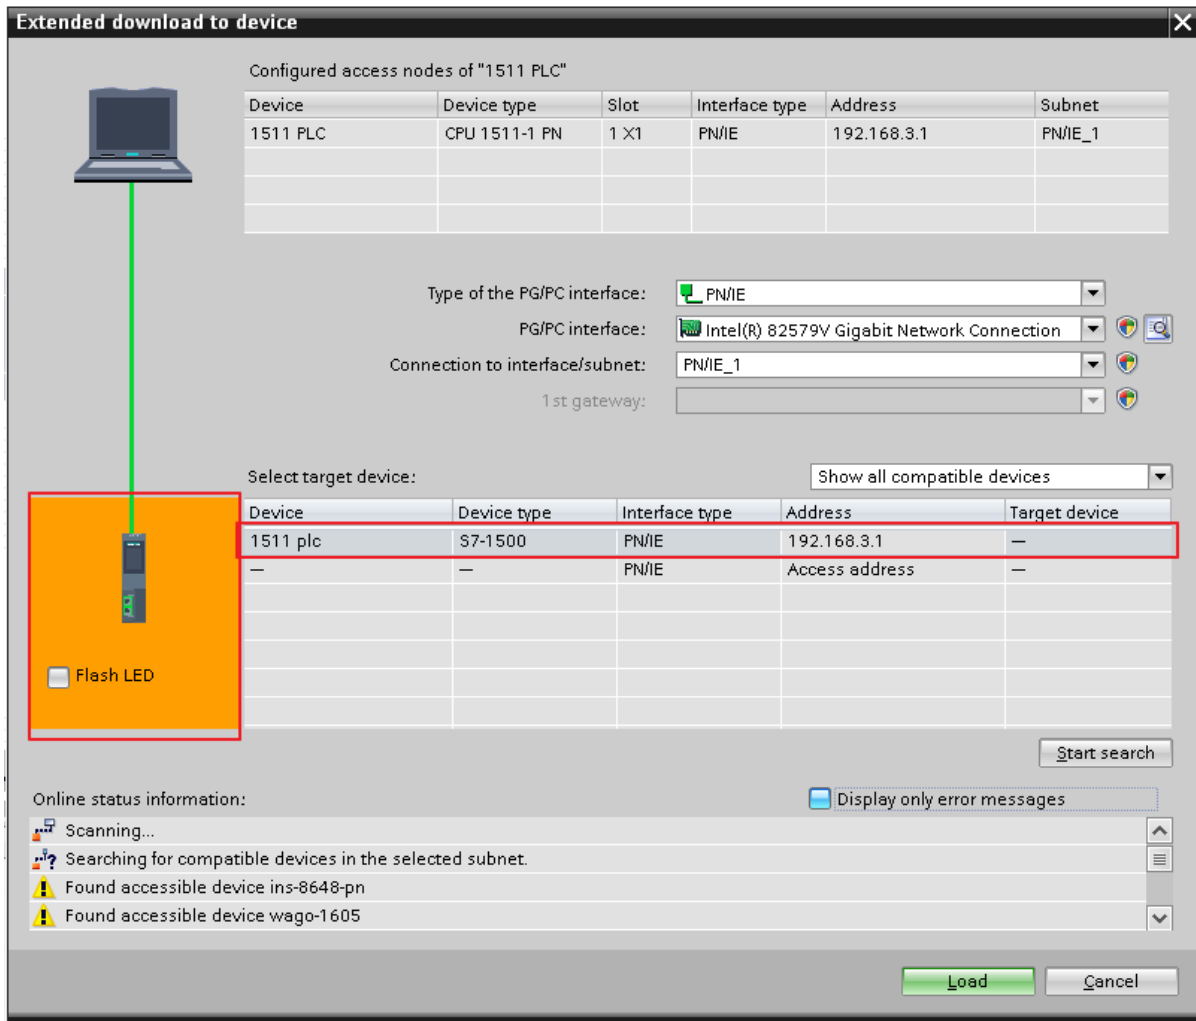 Extended download to device
Configured access nodes of "1511 PLC"
Device Device type Slot Interface type Address Subnet
1511 PLC CPU 1511-1 PN 1 X1 PN/IE 192.168.3.1 PN/IE_1
Type of the PG/PC interface: PN/IE
PG/PC interface: Intel(R) 82579V Gigabit Network Connection
Connection to interface/subnet: PN/IE_1
1st gateway:
Select target device: Show all compatible devices
Device Device type Interface type Address Target device
1511 plc S7-1500 PN/IE 192.168.3.1 —
— — PN/IE Access address —
Flash LED
Start search
Online status information: Display only error messages
Scanning...
Searching for compatible devices in the selected subnet.
Found accessible device ins-8648-pn
Found accessible device wago-1605
Load Cancel